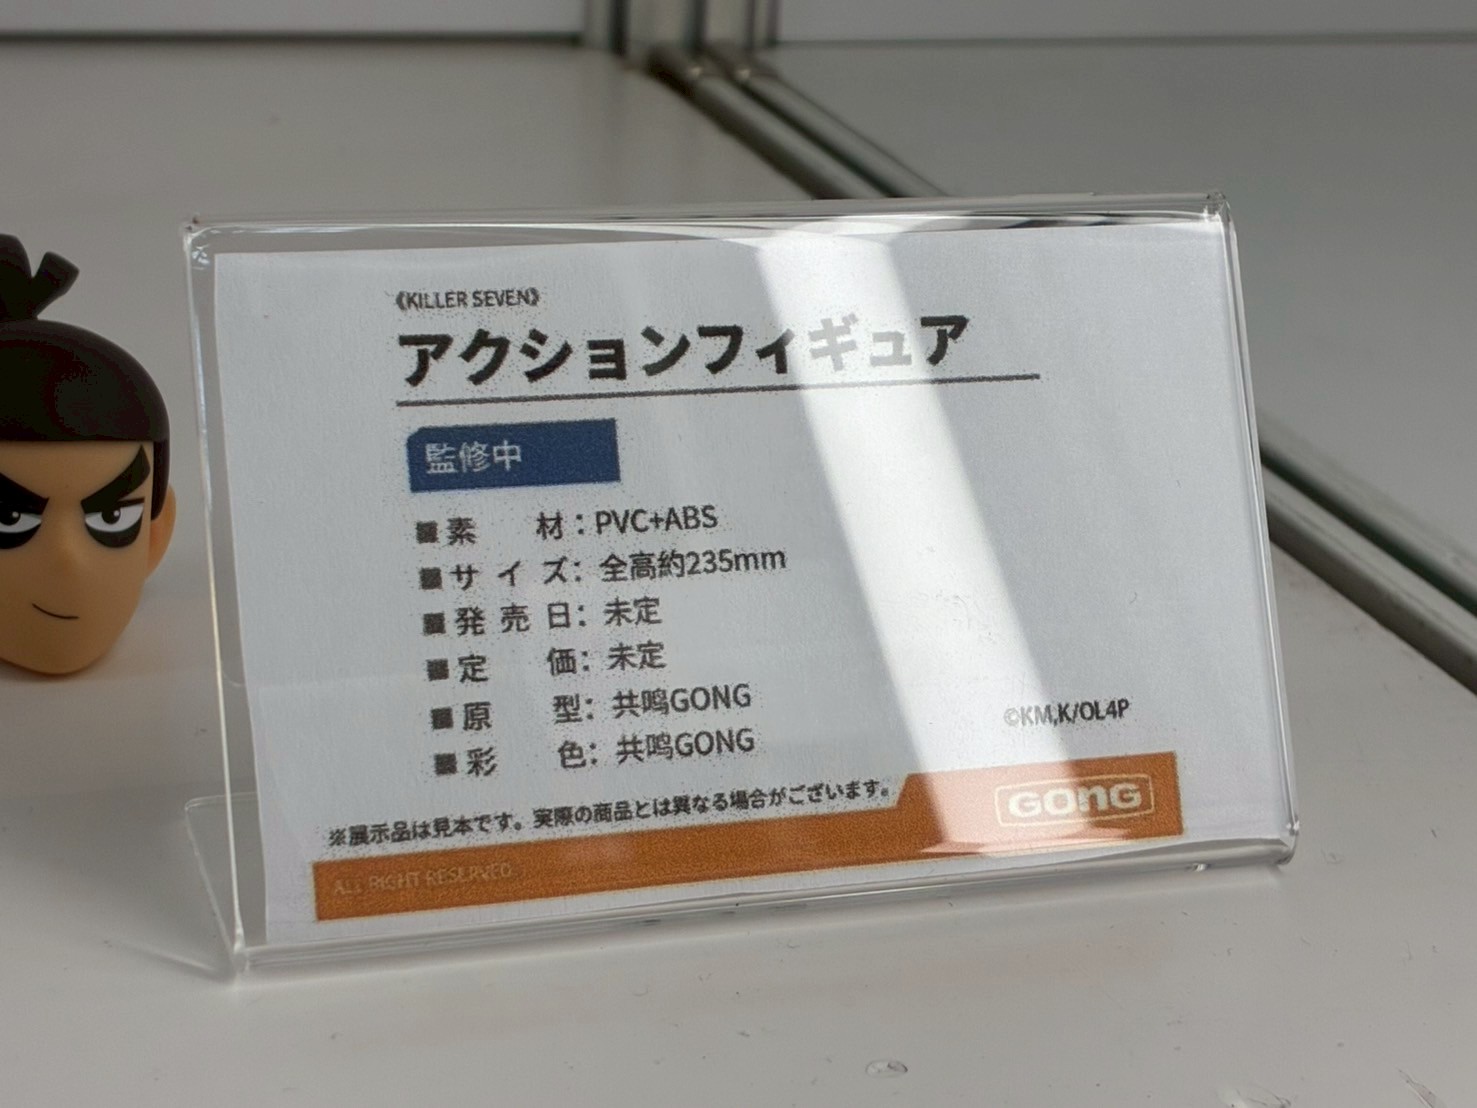 《KILLER SEVEN》
アクションフィギュア
監修中
■素　　材：PVC+ABS
■サ イ ズ：全高約235mm
■発 売 日：未定
■定　　価：未定
■原　　型：共鸣GONG
■彩　　色：共鸣GONG
©KM,K/OL4P
※展示品は見本です。実際の商品とは異なる場合がございます。
GOnG
ALL RIGHT RESERVED